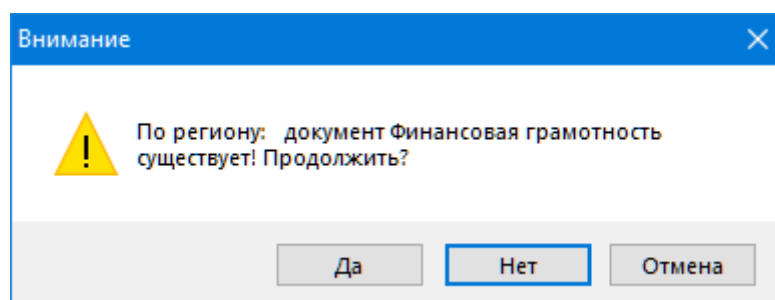 Внимание
По региону:   документ Финансовая грамотность
существует! Продолжить?
Да
Нет
Отмена